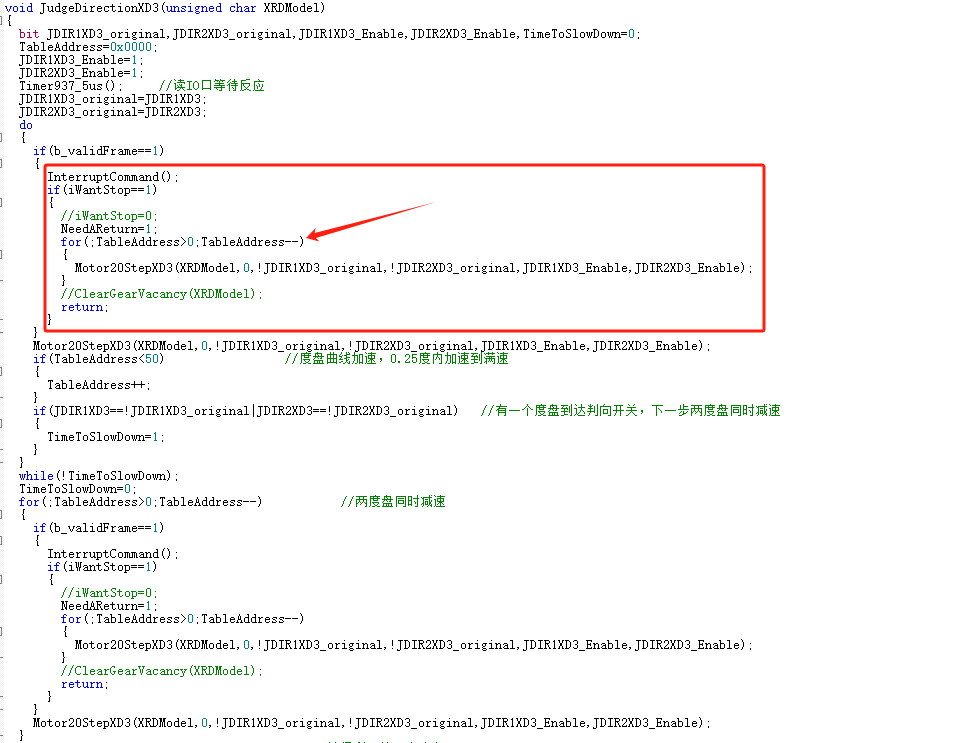 void JudgeDirectionXD3(unsigned char XRDModel)
{
bit JDIR1XD3_original,JDIR2XD3_original,JDIR1XD3_Enable,JDIR2XD3_Enable,TimeToSlowDown=0;
TableAddress=0x0000;
JDIR1XD3_Enable=1;
JDIR2XD3_Enable=1;
Timer937_5us(); //读IO口等待反应
JDIR1XD3_original=JDIR1XD3;
JDIR2XD3_original=JDIR2XD3;
do
{
if(b_validFrame==1)
{
InterruptCommand();
if(iWantStop==1)
{
//iWantStop=0;
NeedAReturn=1;
for(;TableAddress>0;TableAddress--)
{
Motor20StepXD3(XRDModel,0,!JDIR1XD3_original,!JDIR2XD3_original,JDIR1XD3_Enable,JDIR2XD3_Enable);
}
//ClearGearVacancy(XRDModel);
return;
}
}
Motor20StepXD3(XRDModel,0,!JDIR1XD3_original,!JDIR2XD3_original,JDIR1XD3_Enable,JDIR2XD3_Enable);
if(TableAddress<50) //度盘曲线加速，0.25度内加速到满速
{
TableAddress++;
}
if(JDIR1XD3==!JDIR1XD3_original|JDIR2XD3==!JDIR2XD3_original) //有一个度盘到达判向开关，下一步两度盘同时减速
{
TimeToSlowDown=1;
}
}
while(!TimeToSlowDown);
TimeToSlowDown=0;
for(;TableAddress>0;TableAddress--) //两度盘同时减速
{
if(b_validFrame==1)
{
InterruptCommand();
if(iWantStop==1)
{
//iWantStop=0;
NeedAReturn=1;
for(;TableAddress>0;TableAddress--)
{
Motor20StepXD3(XRDModel,0,!JDIR1XD3_original,!JDIR2XD3_original,JDIR1XD3_Enable,JDIR2XD3_Enable);
}
//ClearGearVacancy(XRDModel);
return;
}
}
Motor20StepXD3(XRDModel,0,!JDIR1XD3_original,!JDIR2XD3_original,JDIR1XD3_Enable,JDIR2XD3_Enable);
}